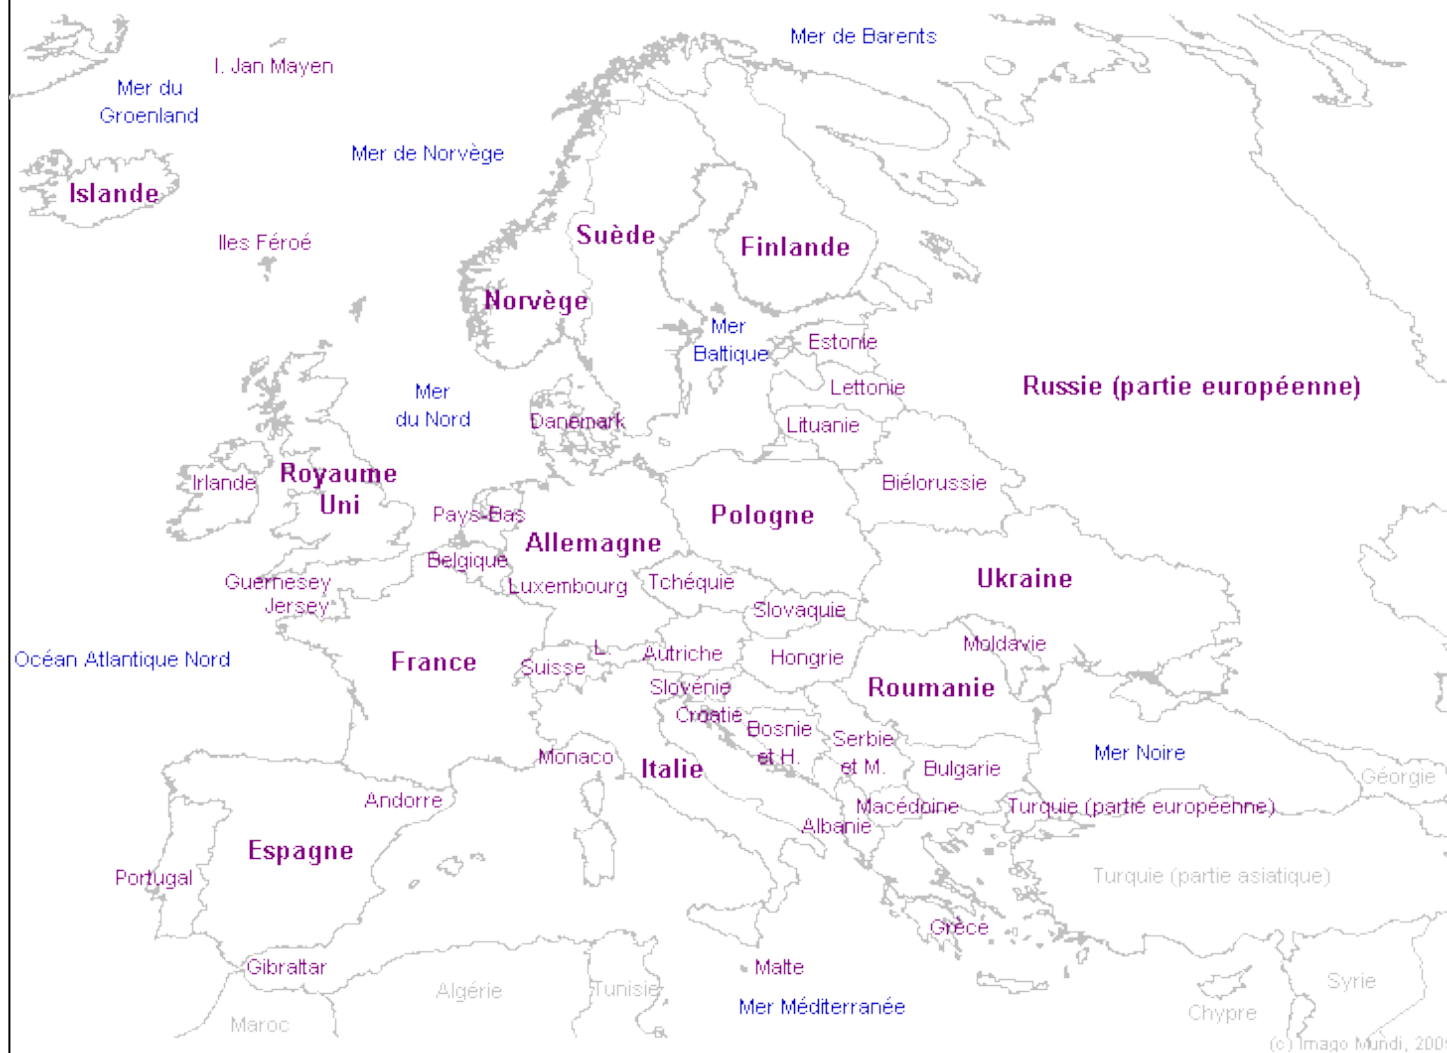 Mer de Barents
I. Jan Mayen
Mer du
Groenland
Mer de Norvège
Islande
Iles Féroé
Suède
Finlande
Norvège
Mer
Baltique
Estonie
Lettonie
Russie (partie européenne)
Mer
du Nord
Danemark
Lituanie
Irlande
Royaume
Uni
Biélorussie
Pays-Bas
Pologne
Allemagne
Belgique
Guernesey
Jersey
Luxembourg
Tchéquie
Ukraine
Slovaquie
Océan Atlantique Nord
France
L.
Suisse
Autriche
Hongrie
Moldavie
Slovénie
Roumanie
Croatie
Bosnie
et H.
Serbie
et M.
Monaco
Italie
Bulgarie
Mer Noire
Géorgie
Andorre
Macédoine
Turquie (partie européenne)
Albanie
Espagne
Portugal
Turquie (partie asiatique)
Grèce
Gibraltar
Malte
Algérie
Tunisie
Mer Méditerranée
Maroc
Syrie
Chypre
(c) Imago Mundi, 200